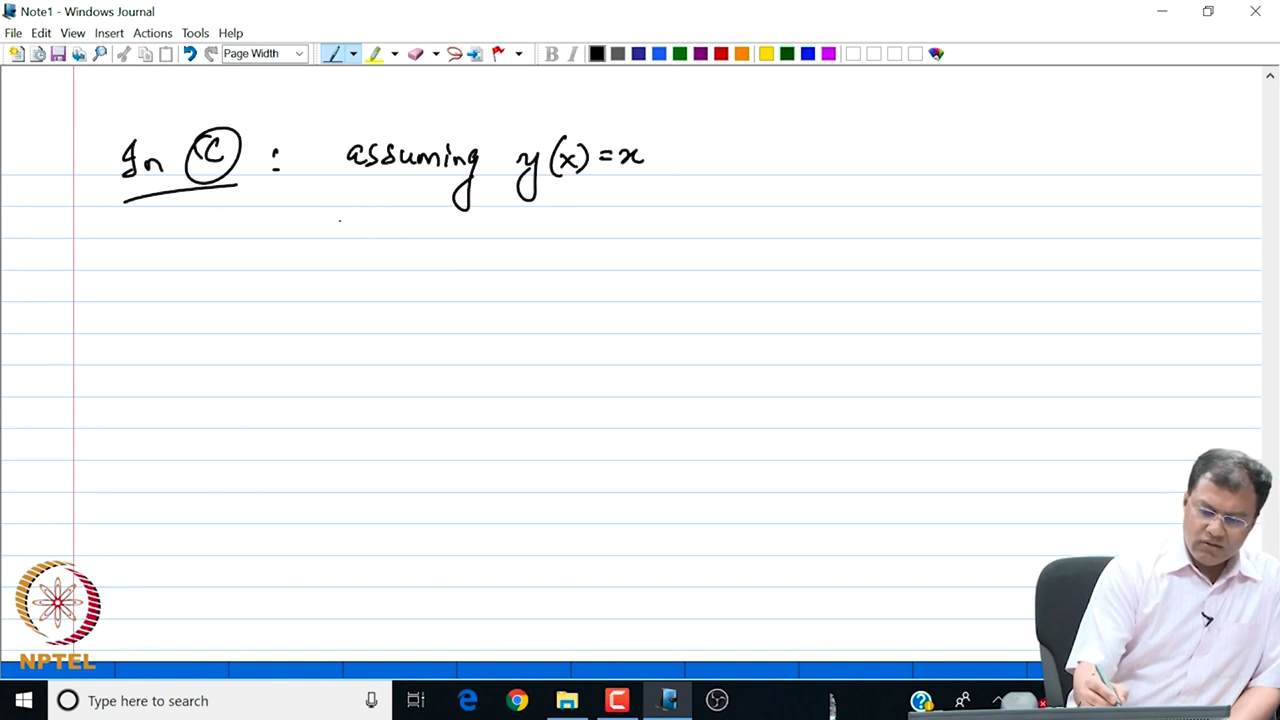 Note1 - Windows Journal
File Edit View Insert Actions Tools Help
Page Width
B I
In C : assuming y(x)=x
NPTEL
Type here to search